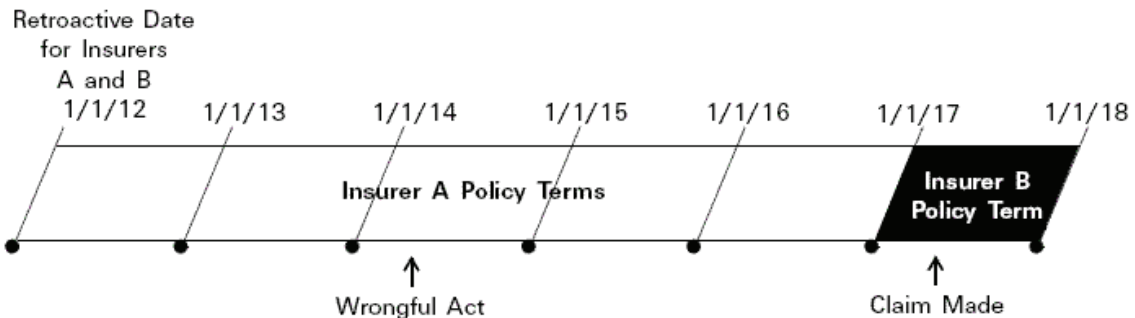 Retroactive Date
for Insurers
A and B
1/1/12 1/1/13 1/1/14 1/1/15 1/1/16 1/1/17 1/1/18
Insurer A Policy Terms
Insurer B
Policy Term
Wrongful Act
Claim Made